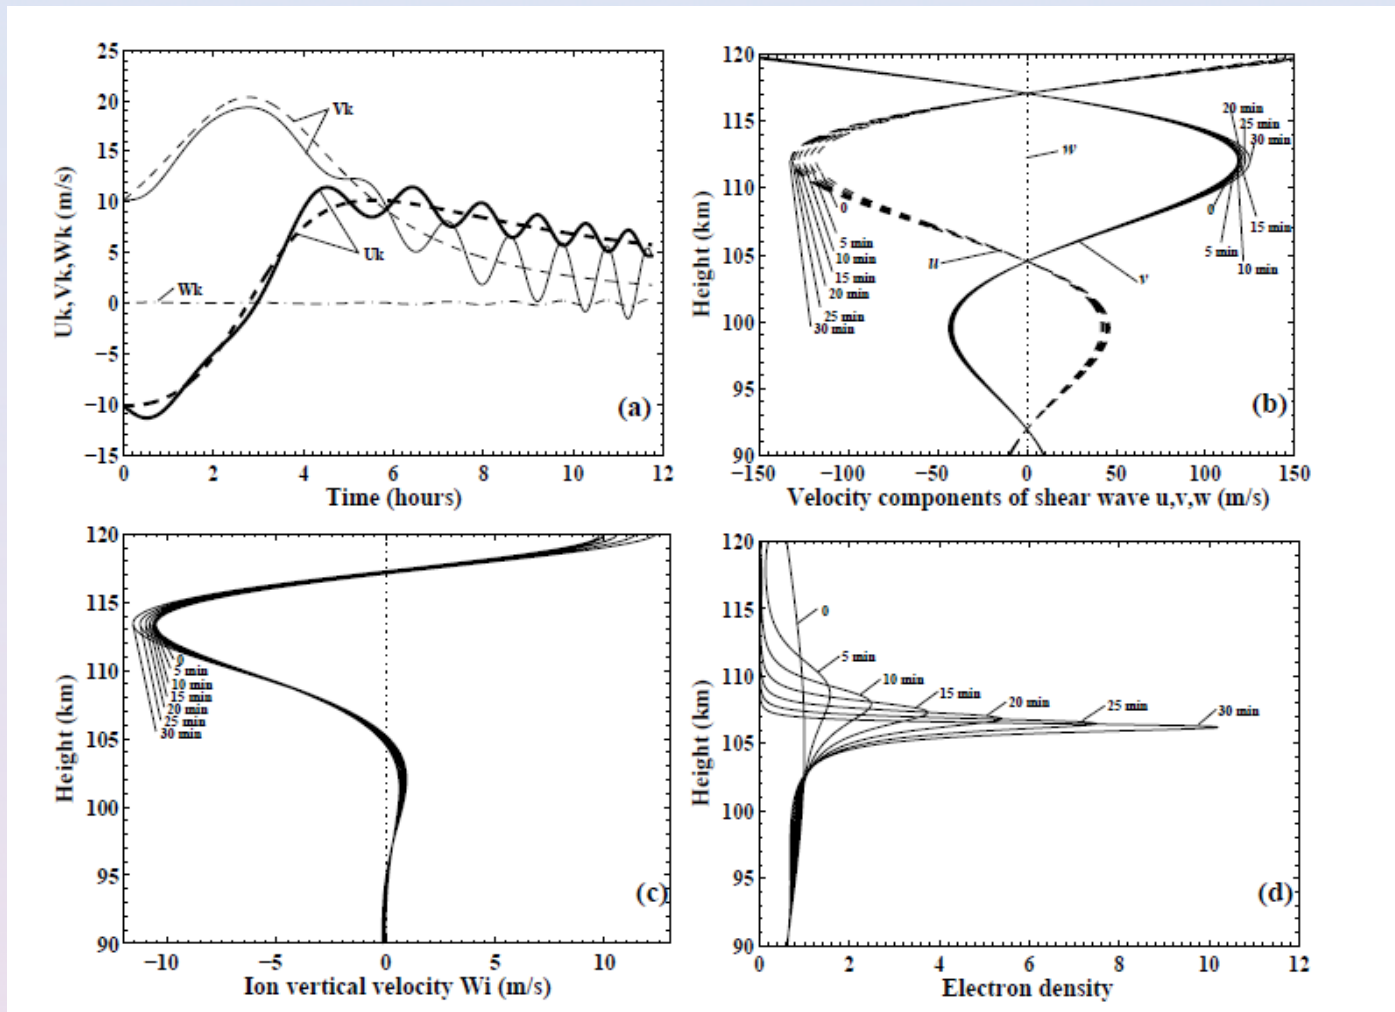 25
20
15
10
5
0
−5
−10
−15
Uk,Vk,Wk (m/s)
Vk
Uk
Wk
(a)
0 2 4 6 8 10 12
Time (hours)
120
115
110
105
100
95
90
Height (km)
20 min
25 min
30 min
w
0
0
5 min
10 min
15 min
20 min
25 min
30 min
15 min
5 min
10 min
u
v
(b)
−150 −100 −50 0 50 100 150
Velocity components of shear wave u,v,w (m/s)
120
115
110
105
100
95
90
Height (km)
0
5 min
10 min
15 min
20 min
25 min
30 min
(c)
−10 −5 0 5 10
Ion vertical velocity Wi (m/s)
120
115
110
105
100
95
90
Height (km)
0
5 min
10 min
15 min
20 min
25 min
30 min
(d)
0 2 4 6 8 10 12
Electron density